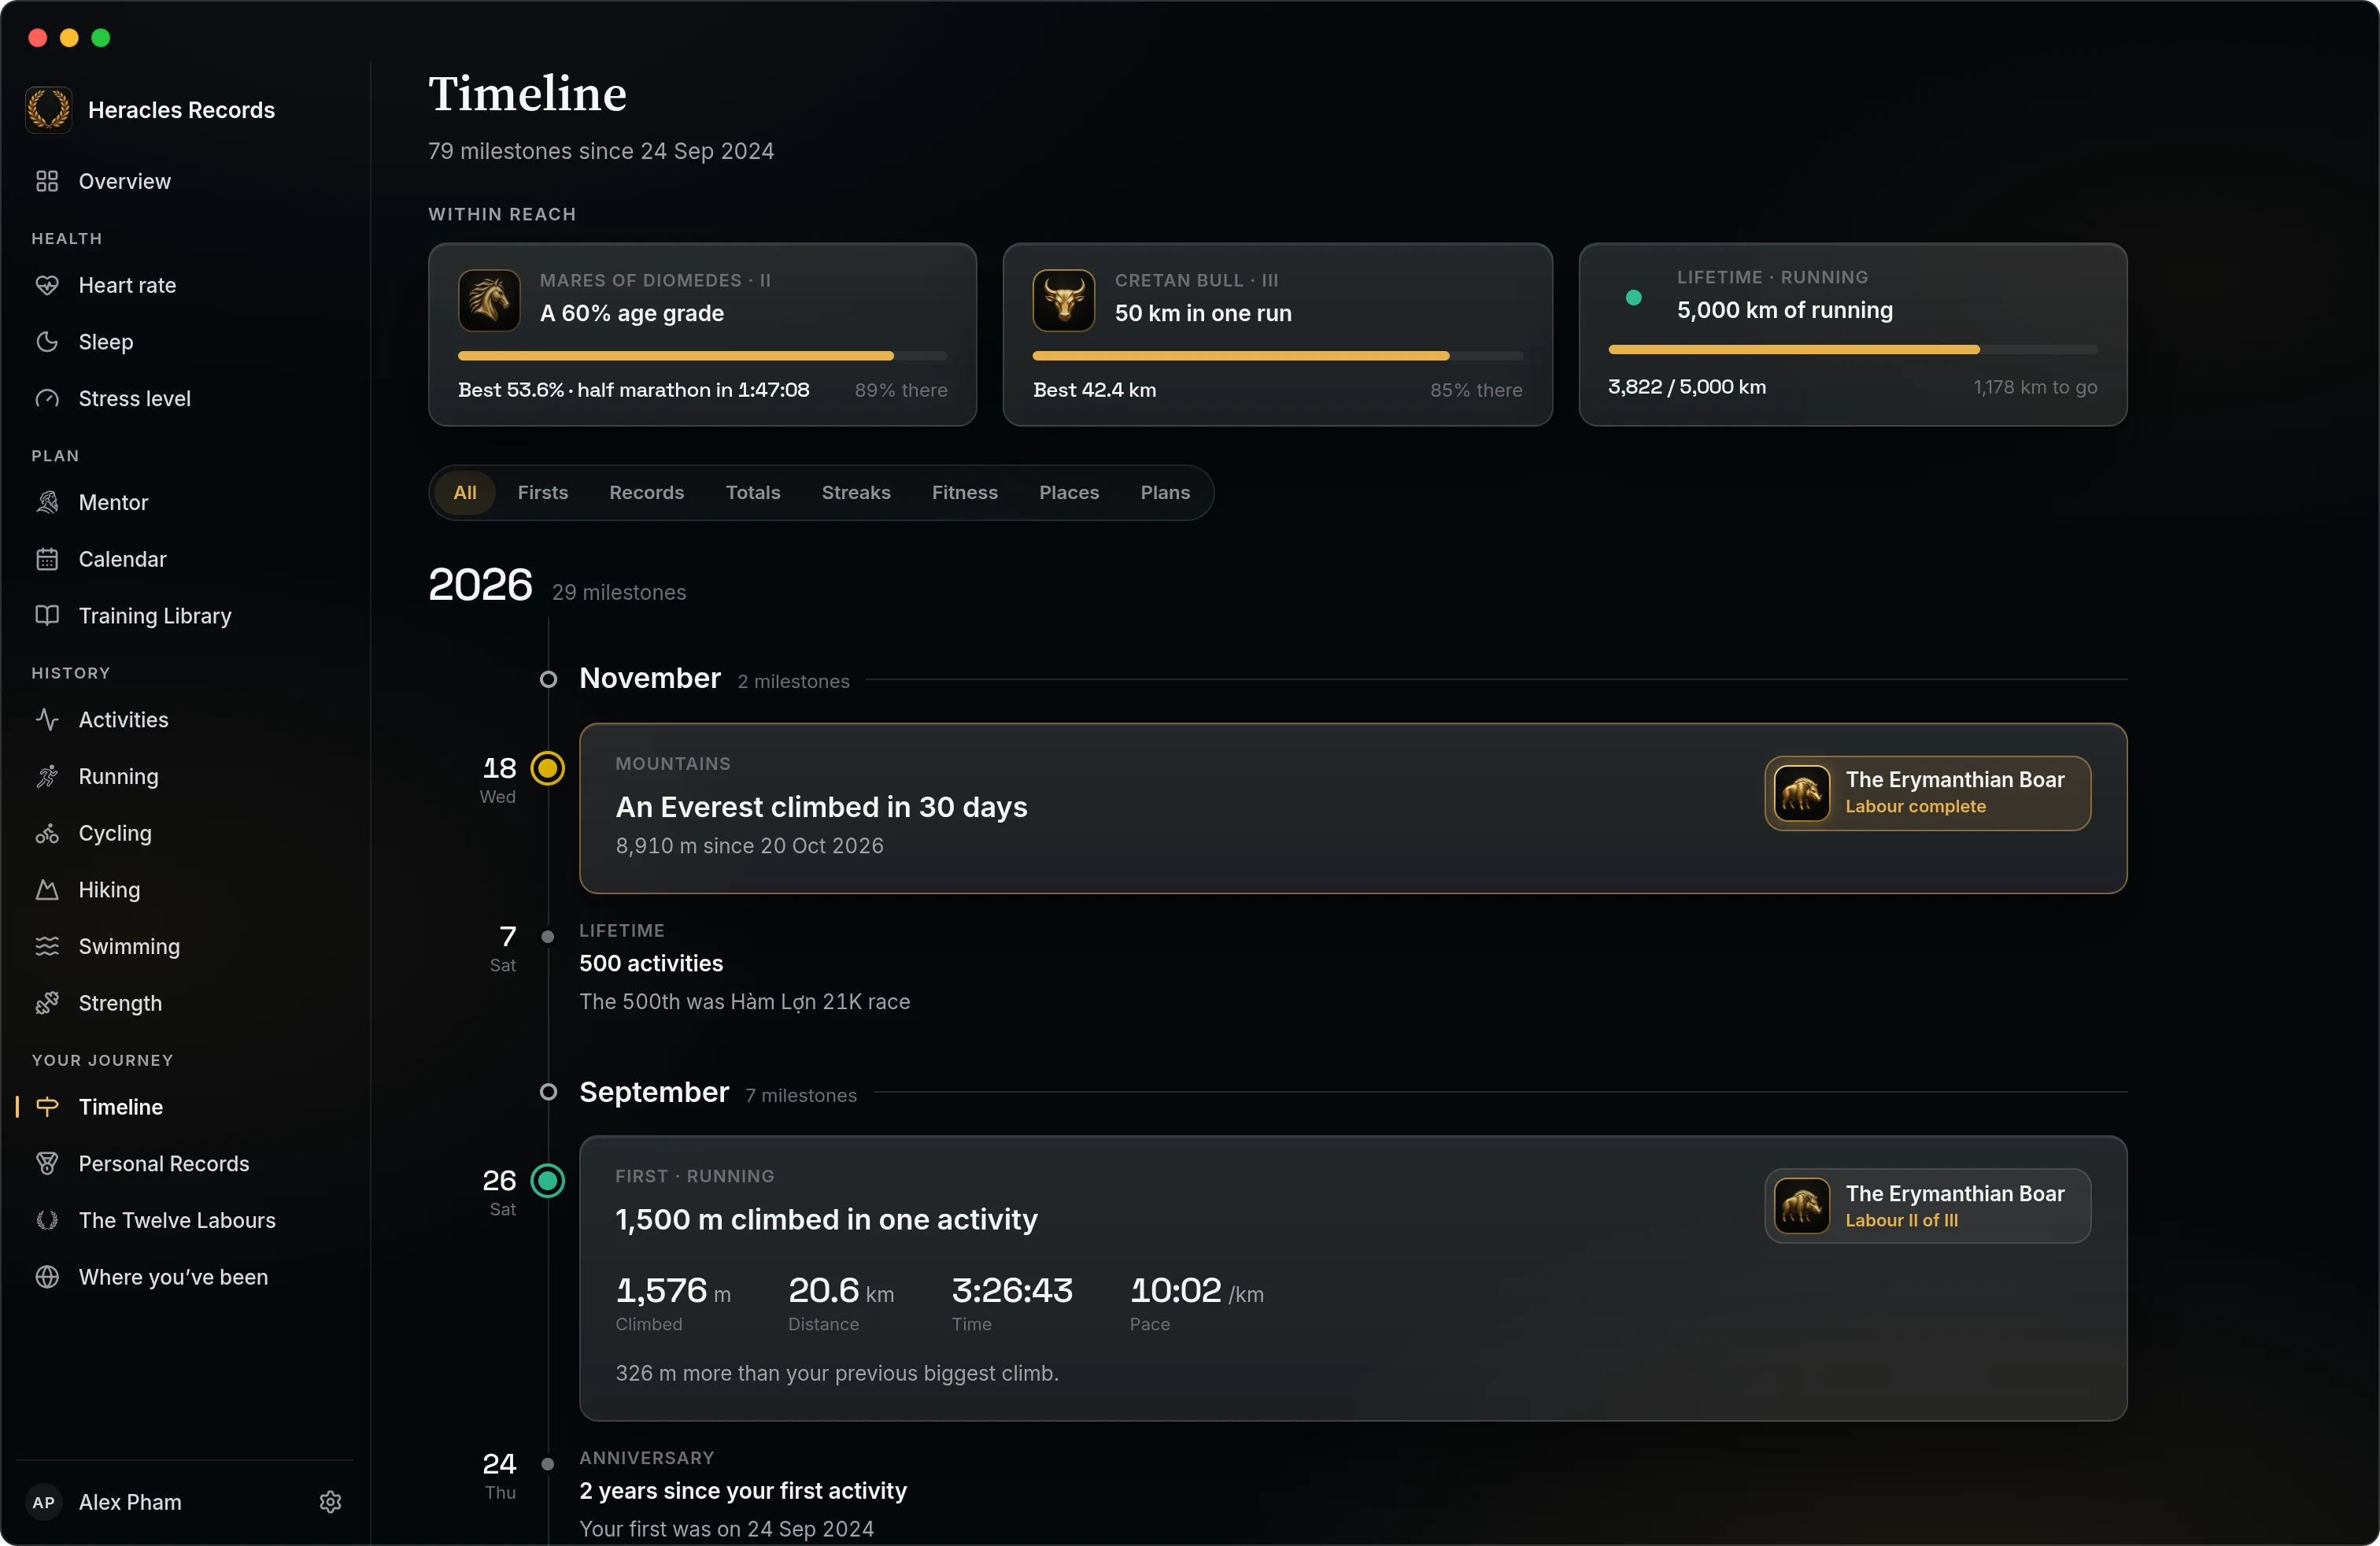 Heracles Records
Overview
HEALTH
Heart rate
Sleep
Stress level
PLAN
Mentor
Calendar
Training Library
HISTORY
Activities
Running
Cycling
Hiking
Swimming
Strength
YOUR JOURNEY
Timeline
Personal Records
The Twelve Labours
Where you’ve been
AP Alex Pham
Timeline
79 milestones since 24 Sep 2024
WITHIN REACH
MARES OF DIOMEDES · II
A 60% age grade
Best 53.6% · half marathon in 1:47:08 89% there
CRETAN BULL · III
50 km in one run
Best 42.4 km 85% there
LIFETIME · RUNNING
5,000 km of running
3,822 / 5,000 km 1,178 km to go
All Firsts Records Totals Streaks Fitness Places Plans
2026 29 milestones
November 2 milestones
18
Wed
MOUNTAINS
An Everest climbed in 30 days
8,910 m since 20 Oct 2026
The Erymanthian Boar
Labour complete
7
Sat
LIFETIME
500 activities
The 500th was Hàm Lợn 21K race
September 7 milestones
26
Sat
FIRST · RUNNING
1,500 m climbed in one activity
The Erymanthian Boar
Labour II of III
1,576 m 20.6 km 3:26:43 10:02 /km
Climbed Distance Time Pace
326 m more than your previous biggest climb.
24
Thu
ANNIVERSARY
2 years since your first activity
Your first was on 24 Sep 2024